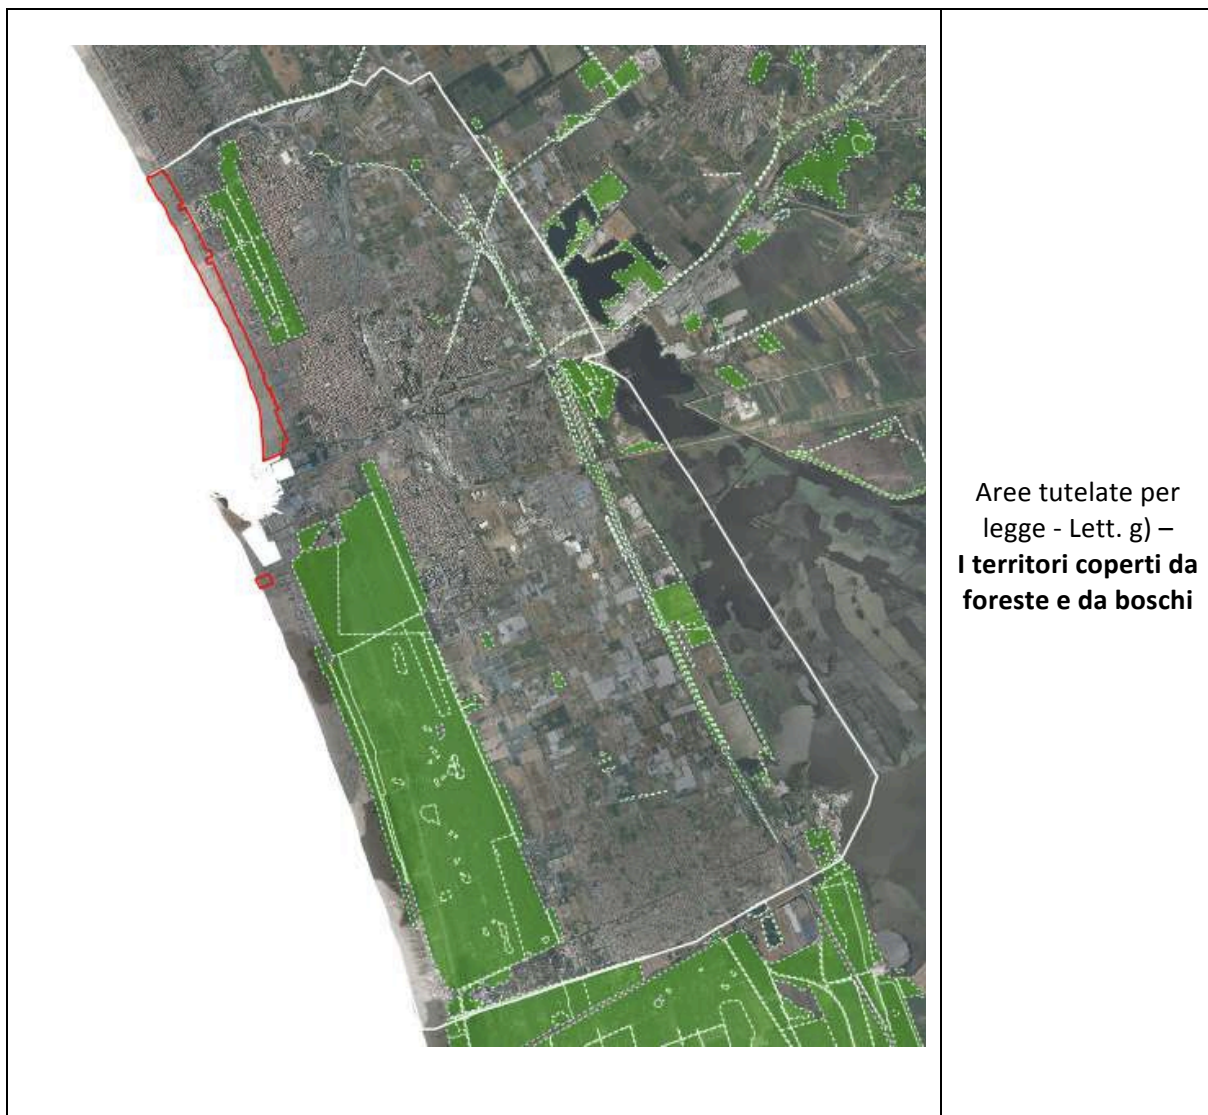 Aree tutelate per
legge - Lett. g) –
I territori coperti da
foreste e da boschi